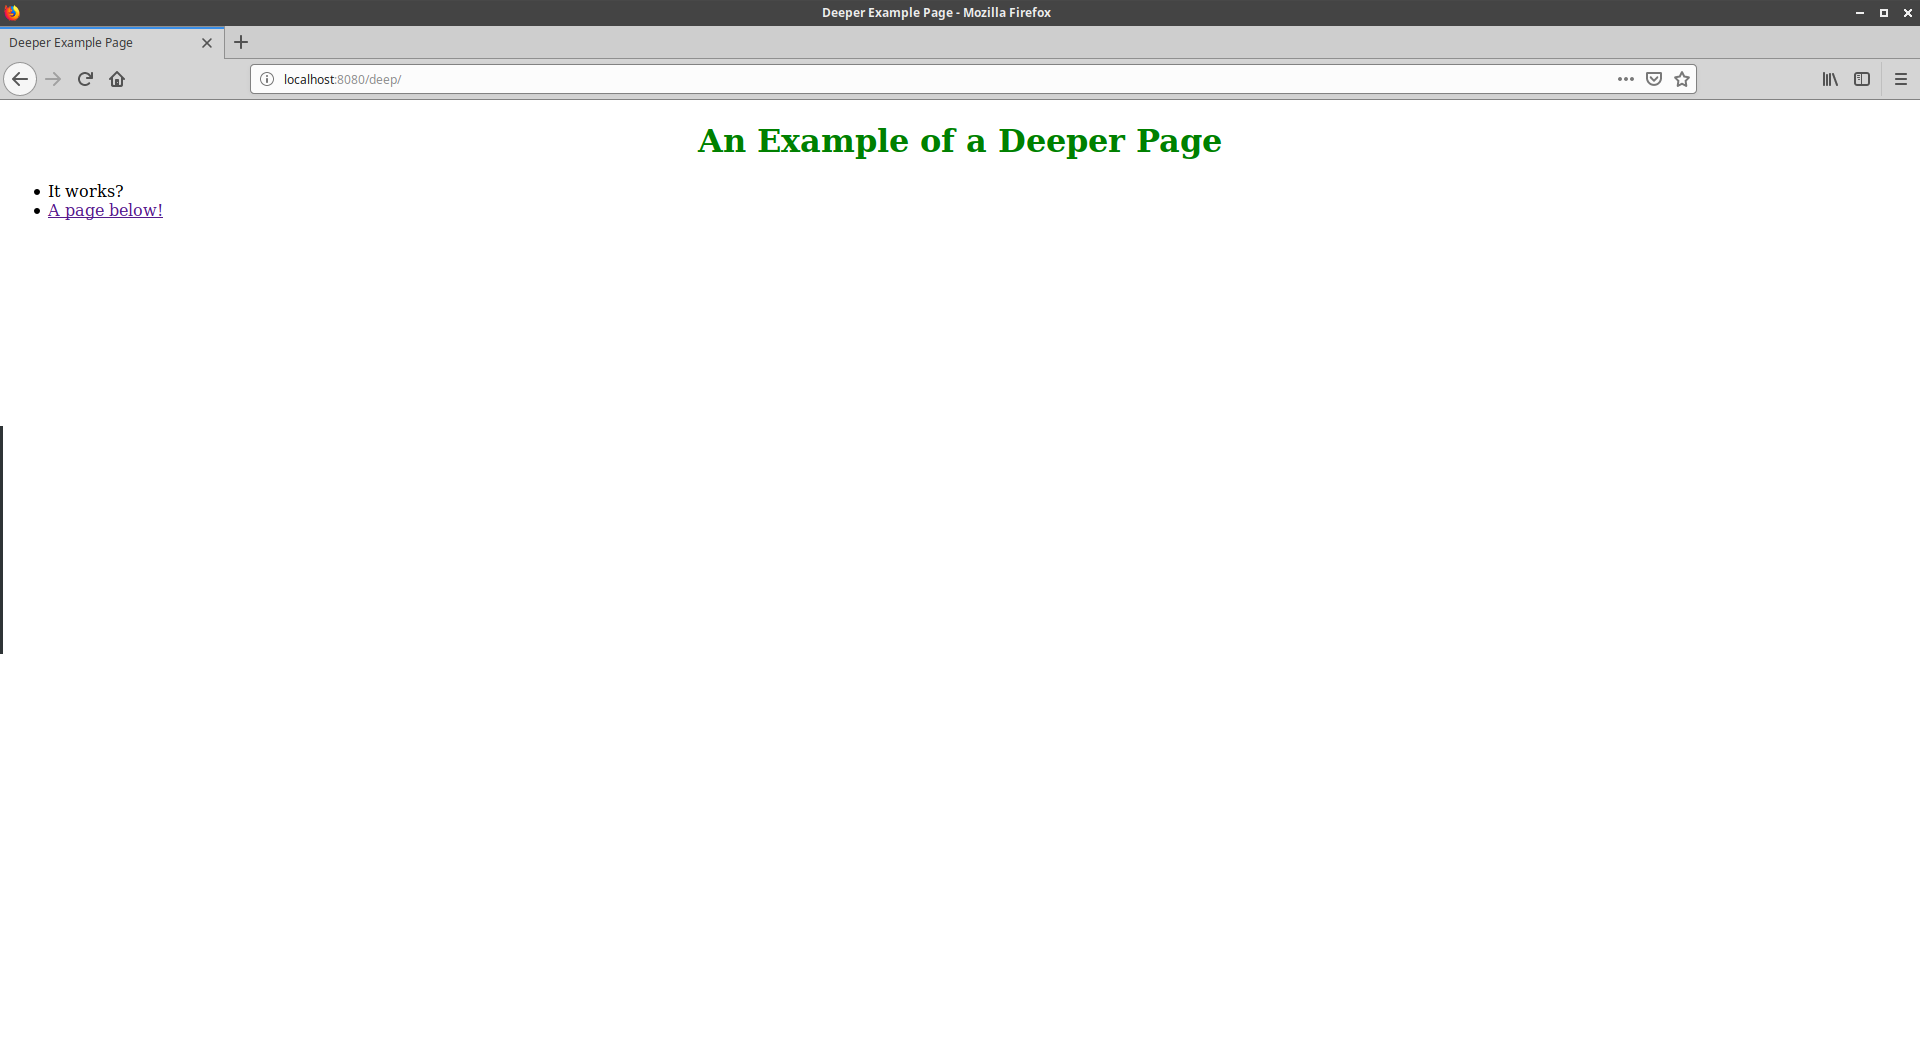 Deeper Example Page - Mozilla Firefox
Deeper Example Page
localhost:8080/deep/
An Example of a Deeper Page
It works?
A page below!